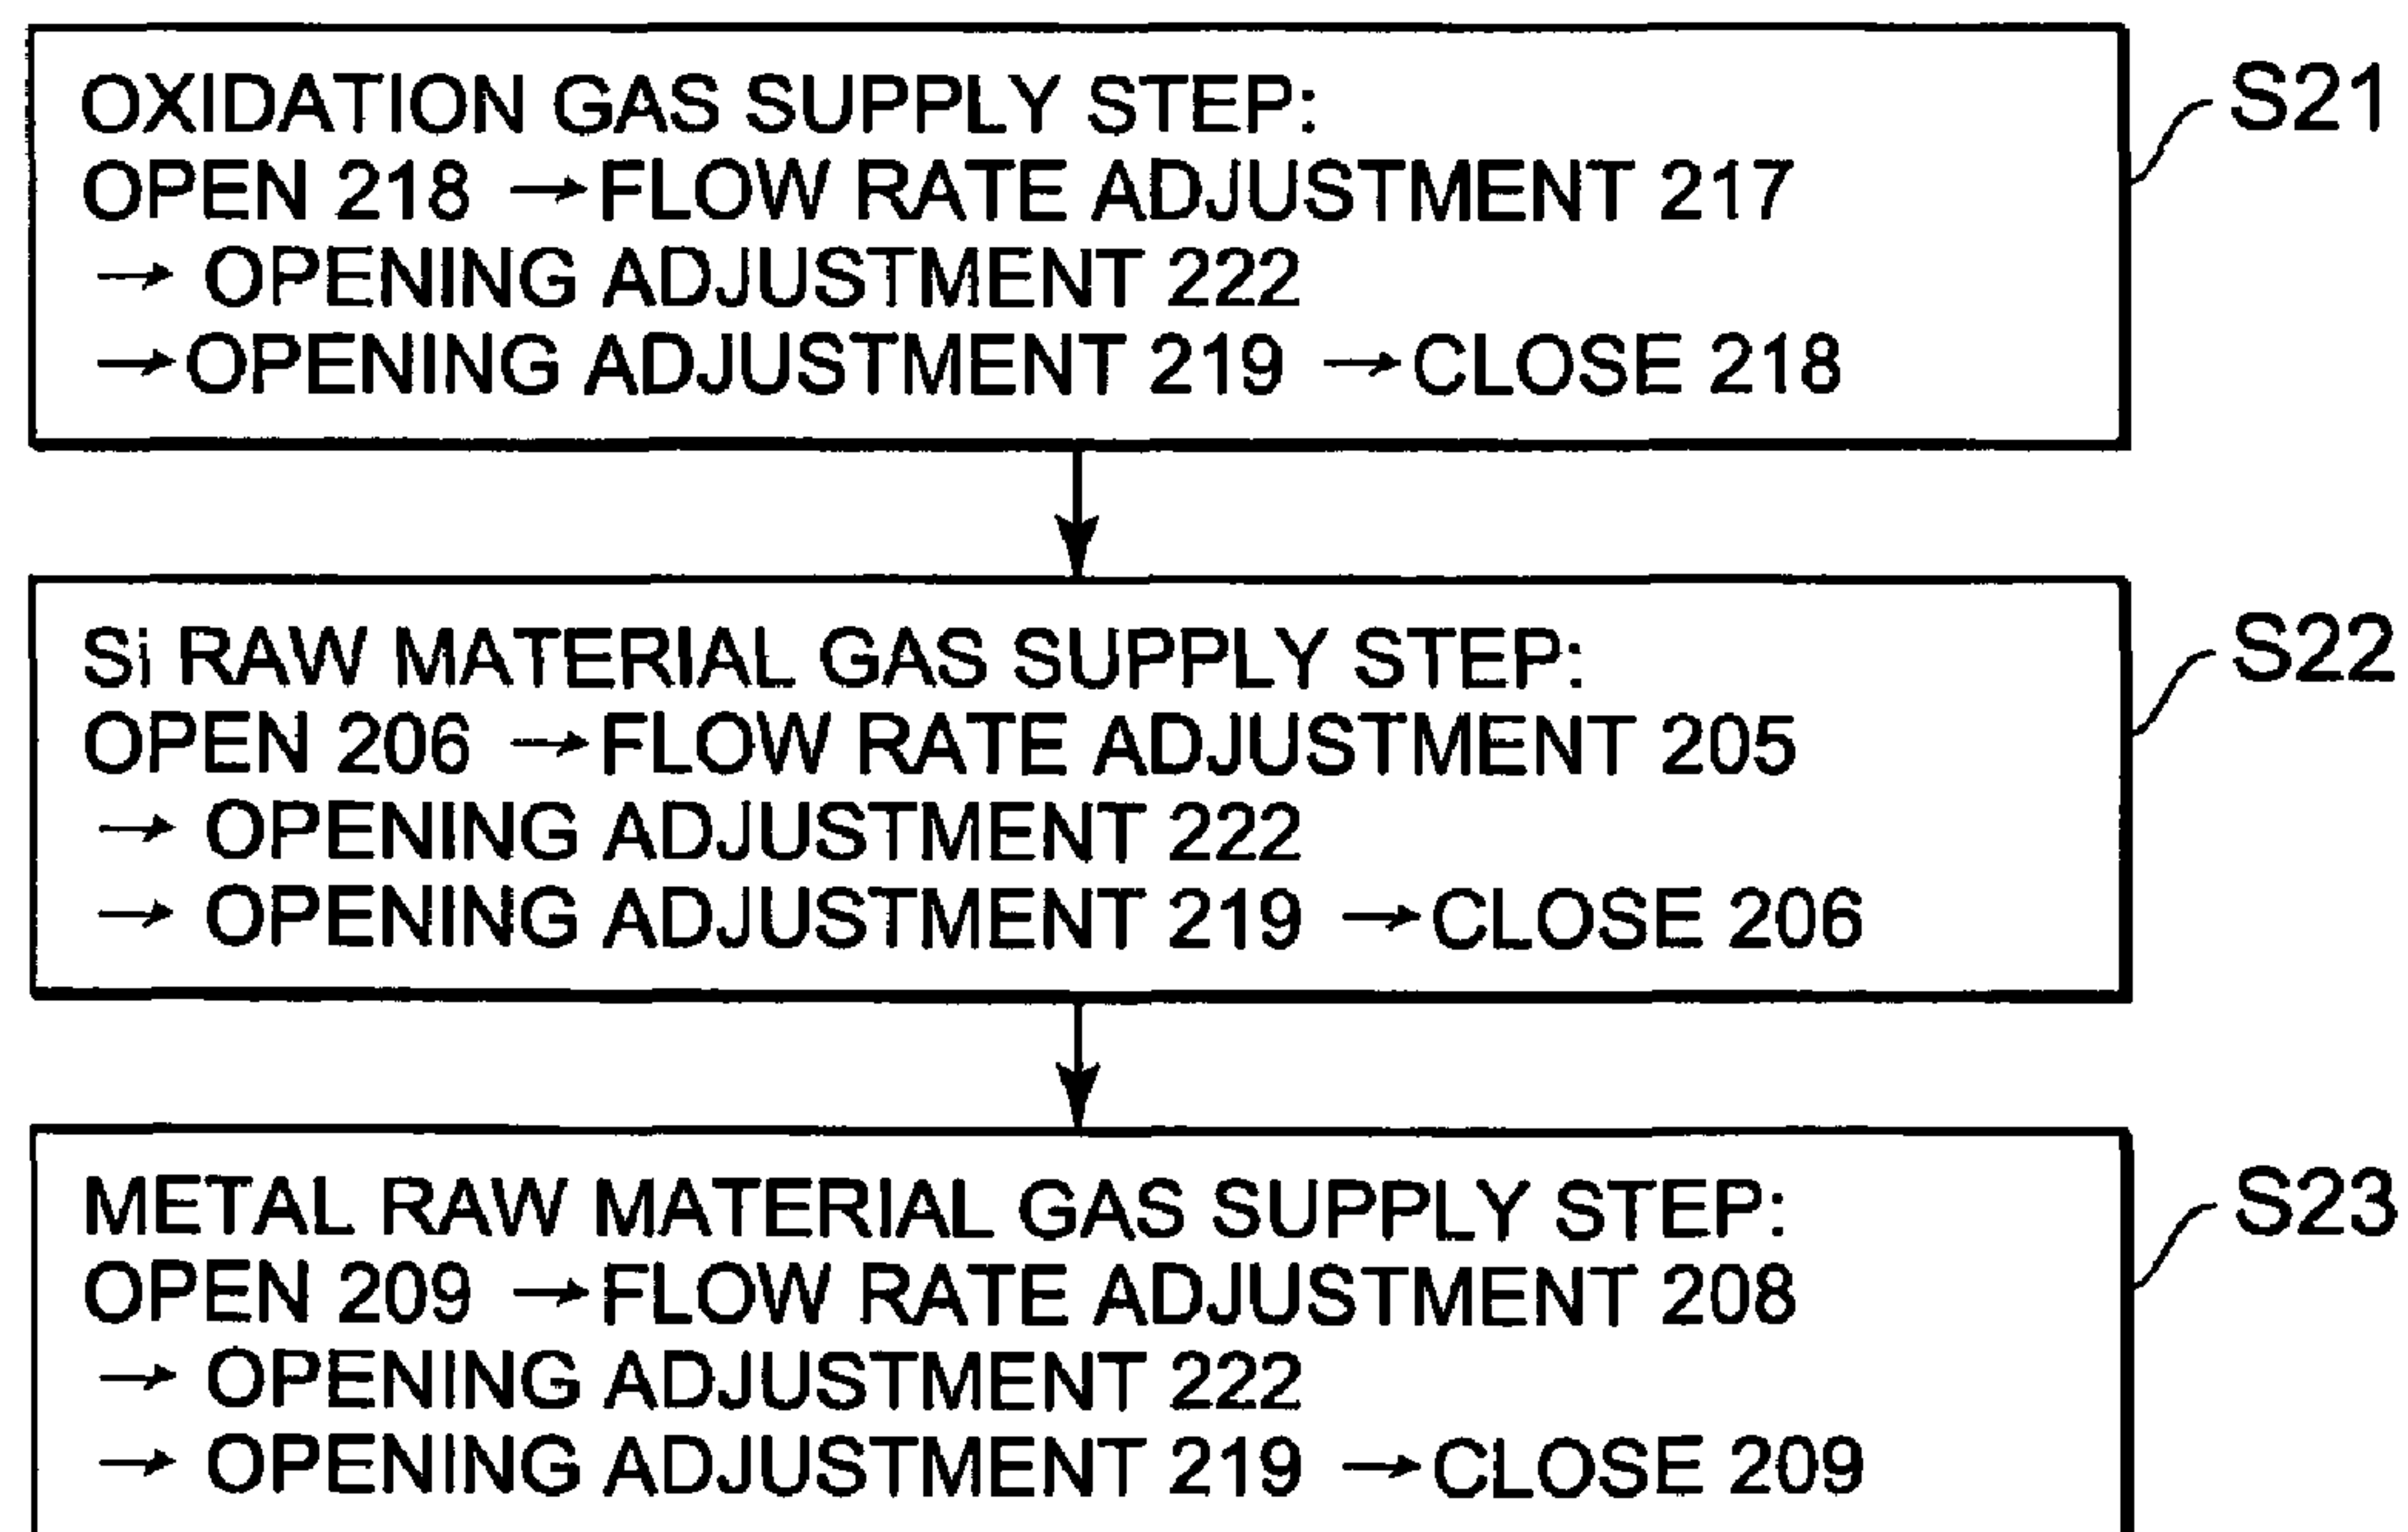 OXIDATION GAS SUPPLY STEP:
S21
OPEN 218 → FLOW RATE ADJUSTMENT 217
→ OPENING ADJUSTMENT 222
→ OPENING ADJUSTMENT 219 → CLOSE 218
Si RAW MATERIAL GAS SUPPLY STEP:
S22
OPEN 206 → FLOW RATE ADJUSTMENT 205
→ OPENING ADJUSTMENT 222
→ OPENING ADJUSTMENT 219 → CLOSE 206
METAL RAW MATERIAL GAS SUPPLY STEP:
S23
OPEN 209 → FLOW RATE ADJUSTMENT 208
→ OPENING ADJUSTMENT 222
→ OPENING ADJUSTMENT 219 → CLOSE 209